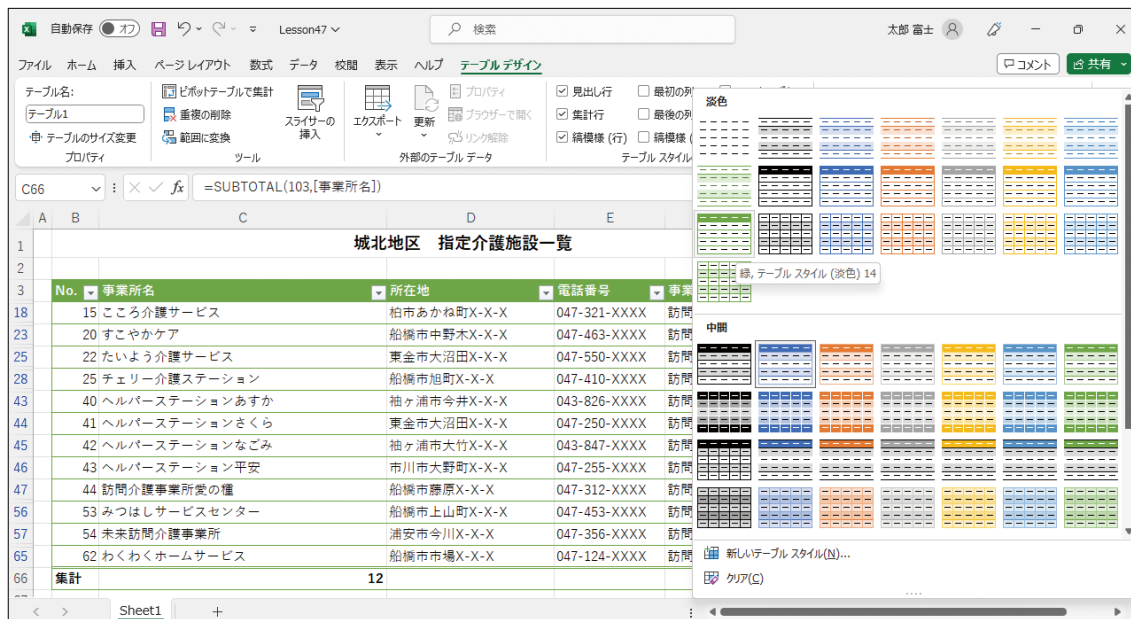 自動保存 オフ Lesson47 検索 太郎 富士
ファイル ホーム 挿入 ページ レイアウト 数式 データ 校閲 表示 ヘルプ テーブル デザイン コメント 共有
テーブル名:
テーブル1
テーブルのサイズ変更
プロパティ
ピボットテーブルで集計
重複の削除
範囲に変換
スライサーの
挿入
ツール
エクスポート
更新
プロパティ
ブラウザーで開く
リンク解除
外部のテーブル データ
見出し行
集計行
縞模様 (行)
最初の列
最後の列
縞模様 (
テーブル スタイル
C66 fx =SUBTOTAL(103,[事業所名])
A B C D E
1 城北地区 指定介護施設一覧
2
3 No. 事業所名 所在地 電話番号 事業
18 15 こころ介護サービス 柏市あかね町X-X-X 047-321-XXXX 訪問
23 20 すこやかケア 船橋市中野木X-X-X 047-463-XXXX 訪問
25 22 たいよう介護サービス 東金市大沼田X-X-X 047-550-XXXX 訪問
28 25 チェリー介護ステーション 船橋市旭町X-X-X 047-410-XXXX 訪問
43 40 ヘルパーステーションあすか 袖ヶ浦市今井X-X-X 043-826-XXXX 訪問
44 41 ヘルパーステーションさくら 東金市大沼田X-X-X 047-250-XXXX 訪問
45 42 ヘルパーステーションなごみ 袖ヶ浦市大竹X-X-X 043-847-XXXX 訪問
46 43 ヘルパーステーション平安 市川市大野町X-X-X 047-255-XXXX 訪問
47 44 訪問介護事業所愛の種 船橋市藤原X-X-X 047-312-XXXX 訪問
56 53 みつはしサービスセンター 船橋市上山町X-X-X 047-453-XXXX 訪問
57 54 未来訪問介護事業所 浦安市今川X-X-X 047-356-XXXX 訪問
65 62 わくわくホームサービス 船橋市市場X-X-X 047-124-XXXX 訪問
66 集計 12
Sheet1
淡色
緑, テーブル スタイル (淡色) 14
中間
新しいテーブル スタイル(N)...
クリア(C)